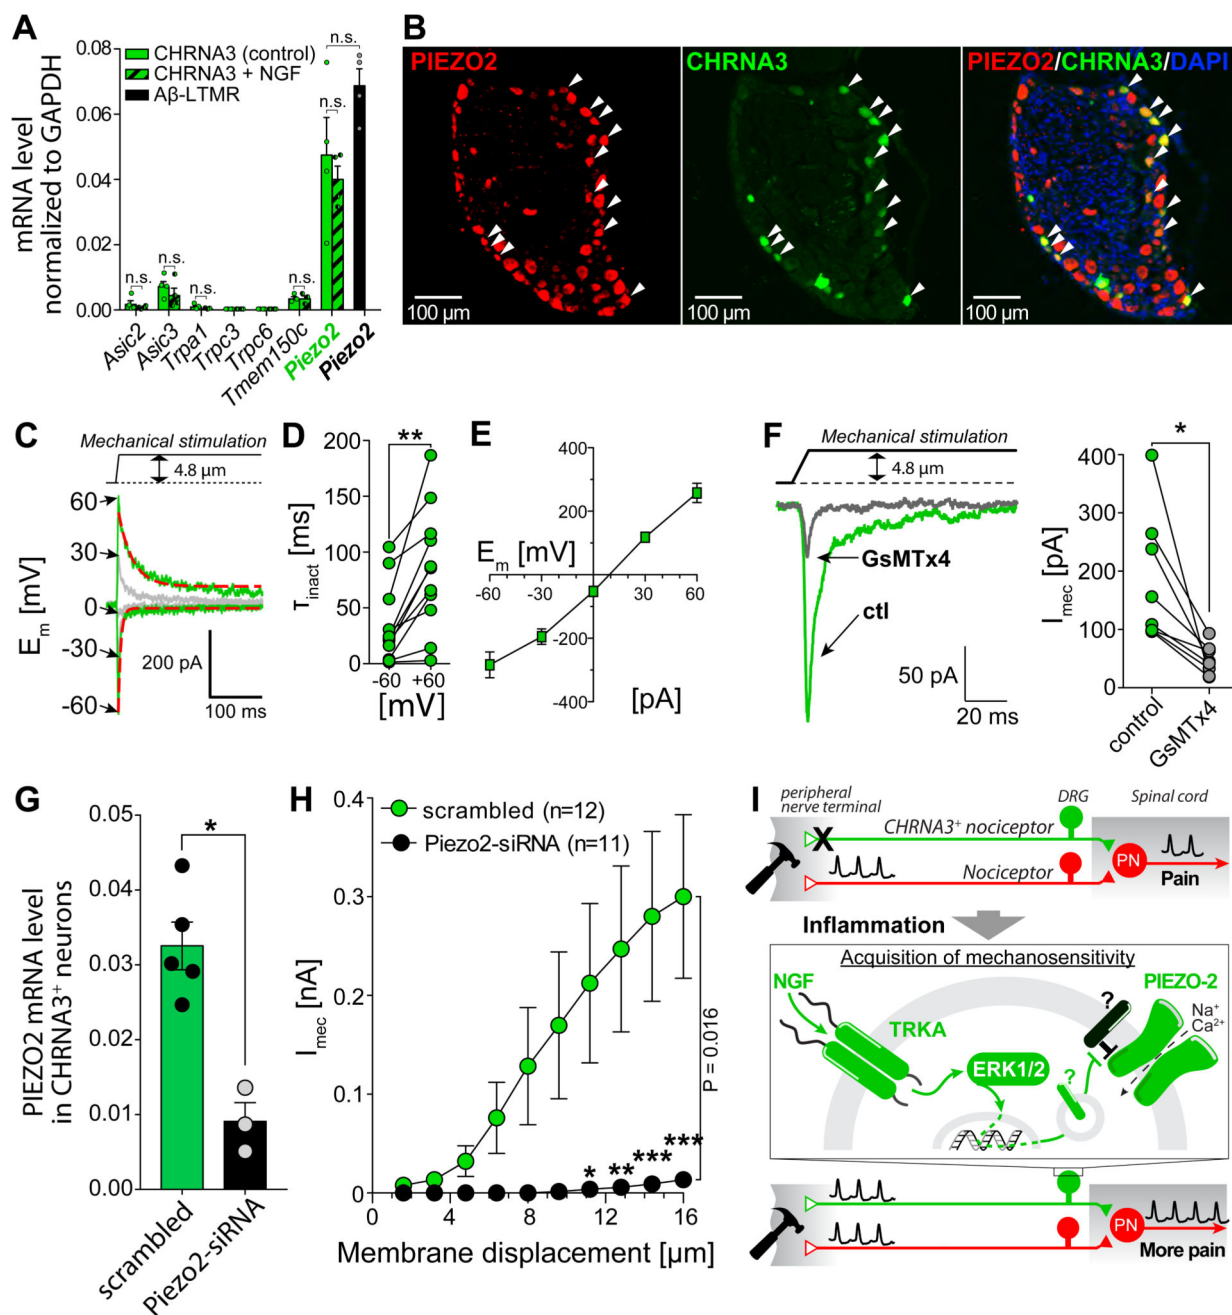 A
mRNA level
normalized to GAPDH
0.08
0.06
0.04
0.02
0.00
CHRNA3 (control)
CHRNA3 + NGF
Aβ-LTMR
n.s.
n.s.
n.s.
n.s.
n.s.
n.s.
Asic2
Asic3
Trpa1
Trpc3
Trpc6
Tmem150c
Piezo2
Piezo2
B
PIEZO2
100 µm
CHRNA3
100 µm
PIEZO2/CHRNA3/DAPI
100 µm
C
Mechanical stimulation
4.8 µm
E_m [mV]
60
30
0
-30
-60
200 pA
100 ms
D
**
τ_inact [ms]
200
150
100
50
0
-60 +60
[mV]
E
400
200
-200
-400
E_m [mV]
-60 -30 30 60
[pA]
F
Mechanical stimulation
4.8 µm
GsMTx4
ctl
50 pA
20 ms
*
I_mec [pA]
400
300
200
100
0
control
GsMTx4
G
PIEZO2 mRNA level
in CHRNA3⁺ neurons
0.05
0.04
0.03
0.02
0.01
0.00
*
scrambled
Piezo2-siRNA
H
scrambled (n=12)
Piezo2-siRNA (n=11)
I_mec [nA]
0.4
0.3
0.2
0.1
0
* ** *** ***
P = 0.016
0 4 8 12 16
Membrane displacement [µm]
I
peripheral
nerve terminal
DRG
Spinal cord
X
CHRNA3⁺ nociceptor
Nociceptor
PN
Pain
Inflammation
Acquisition of mechanosensitivity
NGF
TRKA
ERK1/2
?
?
PIEZO-2
Na⁺
Ca²⁺
PN
More pain